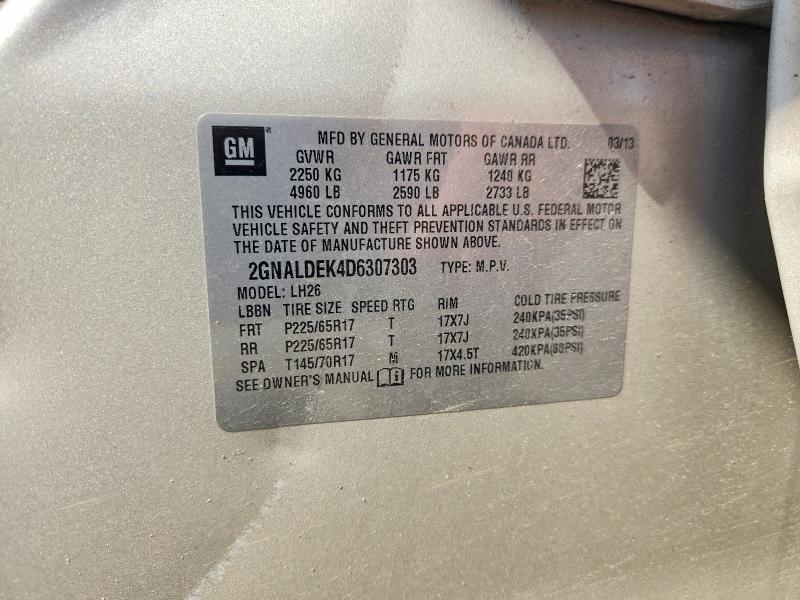 GM
MFD BY GENERAL MOTORS OF CANADA LTD. 03/13
GVWR GAWR FRT GAWR RR
2250 KG 1175 KG 1240 KG
4960 LB 2590 LB 2733 LB
THIS VEHICLE CONFORMS TO ALL APPLICABLE U.S. FEDERAL MOTOR
VEHICLE SAFETY AND THEFT PREVENTION STANDARDS IN EFFECT ON
THE DATE OF MANUFACTURE SHOWN ABOVE.
2GNALDEK4D6307303 TYPE: M.P.V.
MODEL: LH26
LBBN TIRE SIZE SPEED RTG RIM COLD TIRE PRESSURE
FRT P225/65R17 T 17X7J 240KPA(35PSI)
RR P225/65R17 T 17X7J 240KPA(35PSI)
SPA T145/70R17 M 17X4.5T 420KPA(60PSI)
SEE OWNER'S MANUAL FOR MORE INFORMATION.